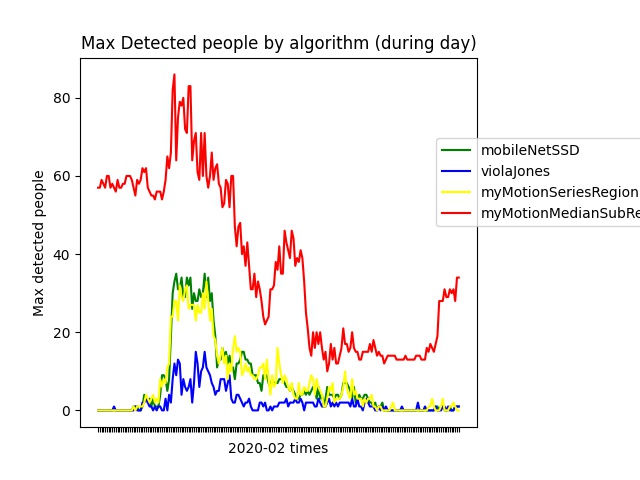 Max Detected people by algorithm (during day)
80
60
40
20
0
Max detected people
2020-02 times
mobileNetSSD
violaJones
myMotionSeriesRegion
myMotionMedianSubRe